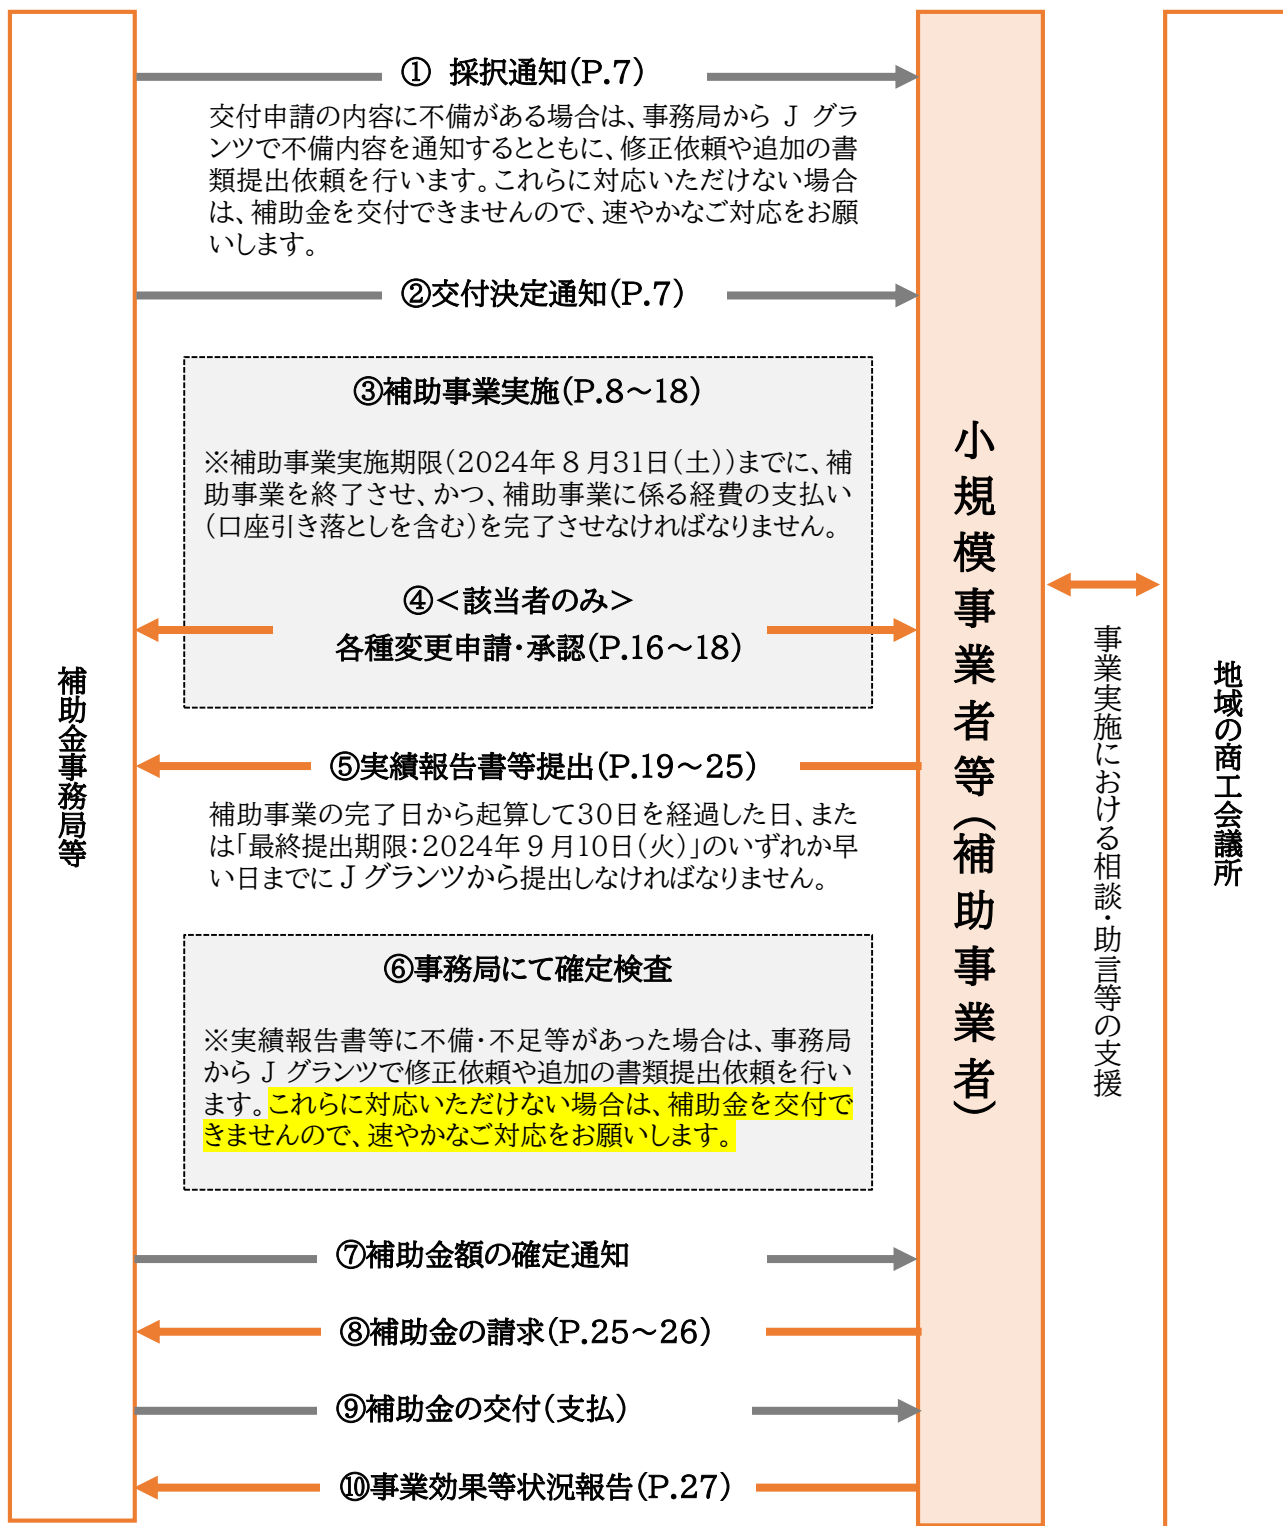 ① 採択通知(P.7)
交付申請の内容に不備がある場合は、事務局から J グラ
ンツで不備内容を通知するとともに、修正依頼や追加の書
類提出依頼を行います。これらに対応いただけない場合
は、補助金を交付できませんので、速やかなご対応をお願
いします。
②交付決定通知(P.7)
③補助事業実施(P.8～18)
※補助事業実施期限(2024年８月31日(土))までに、補
助事業を終了させ、かつ、補助事業に係る経費の支払い
(口座引き落としを含む)を完了させなければなりません。
④＜該当者のみ＞
各種変更申請・承認(P.16～18)
⑤実績報告書等提出(P.19～25)
補助事業の完了日から起算して30日を経過した日、また
は「最終提出期限：2024年９月10日(火)」のいずれか早
い日までに J グランツから提出しなければなりません。
⑥事務局にて確定検査
※実績報告書等に不備・不足等があった場合は、事務局
から J グランツで修正依頼や追加の書類提出依頼を行い
ます。これらに対応いただけない場合は、補助金を交付で
きませんので、速やかなご対応をお願いします。
⑦補助金額の確定通知
⑧補助金の請求(P.25～26)
⑨補助金の交付(支払)
⑩事業効果等状況報告(P.27)
補助金事務局等
小規模事業者等(補助事業者)
事業実施における相談・助言等の支援
地域の商工会議所